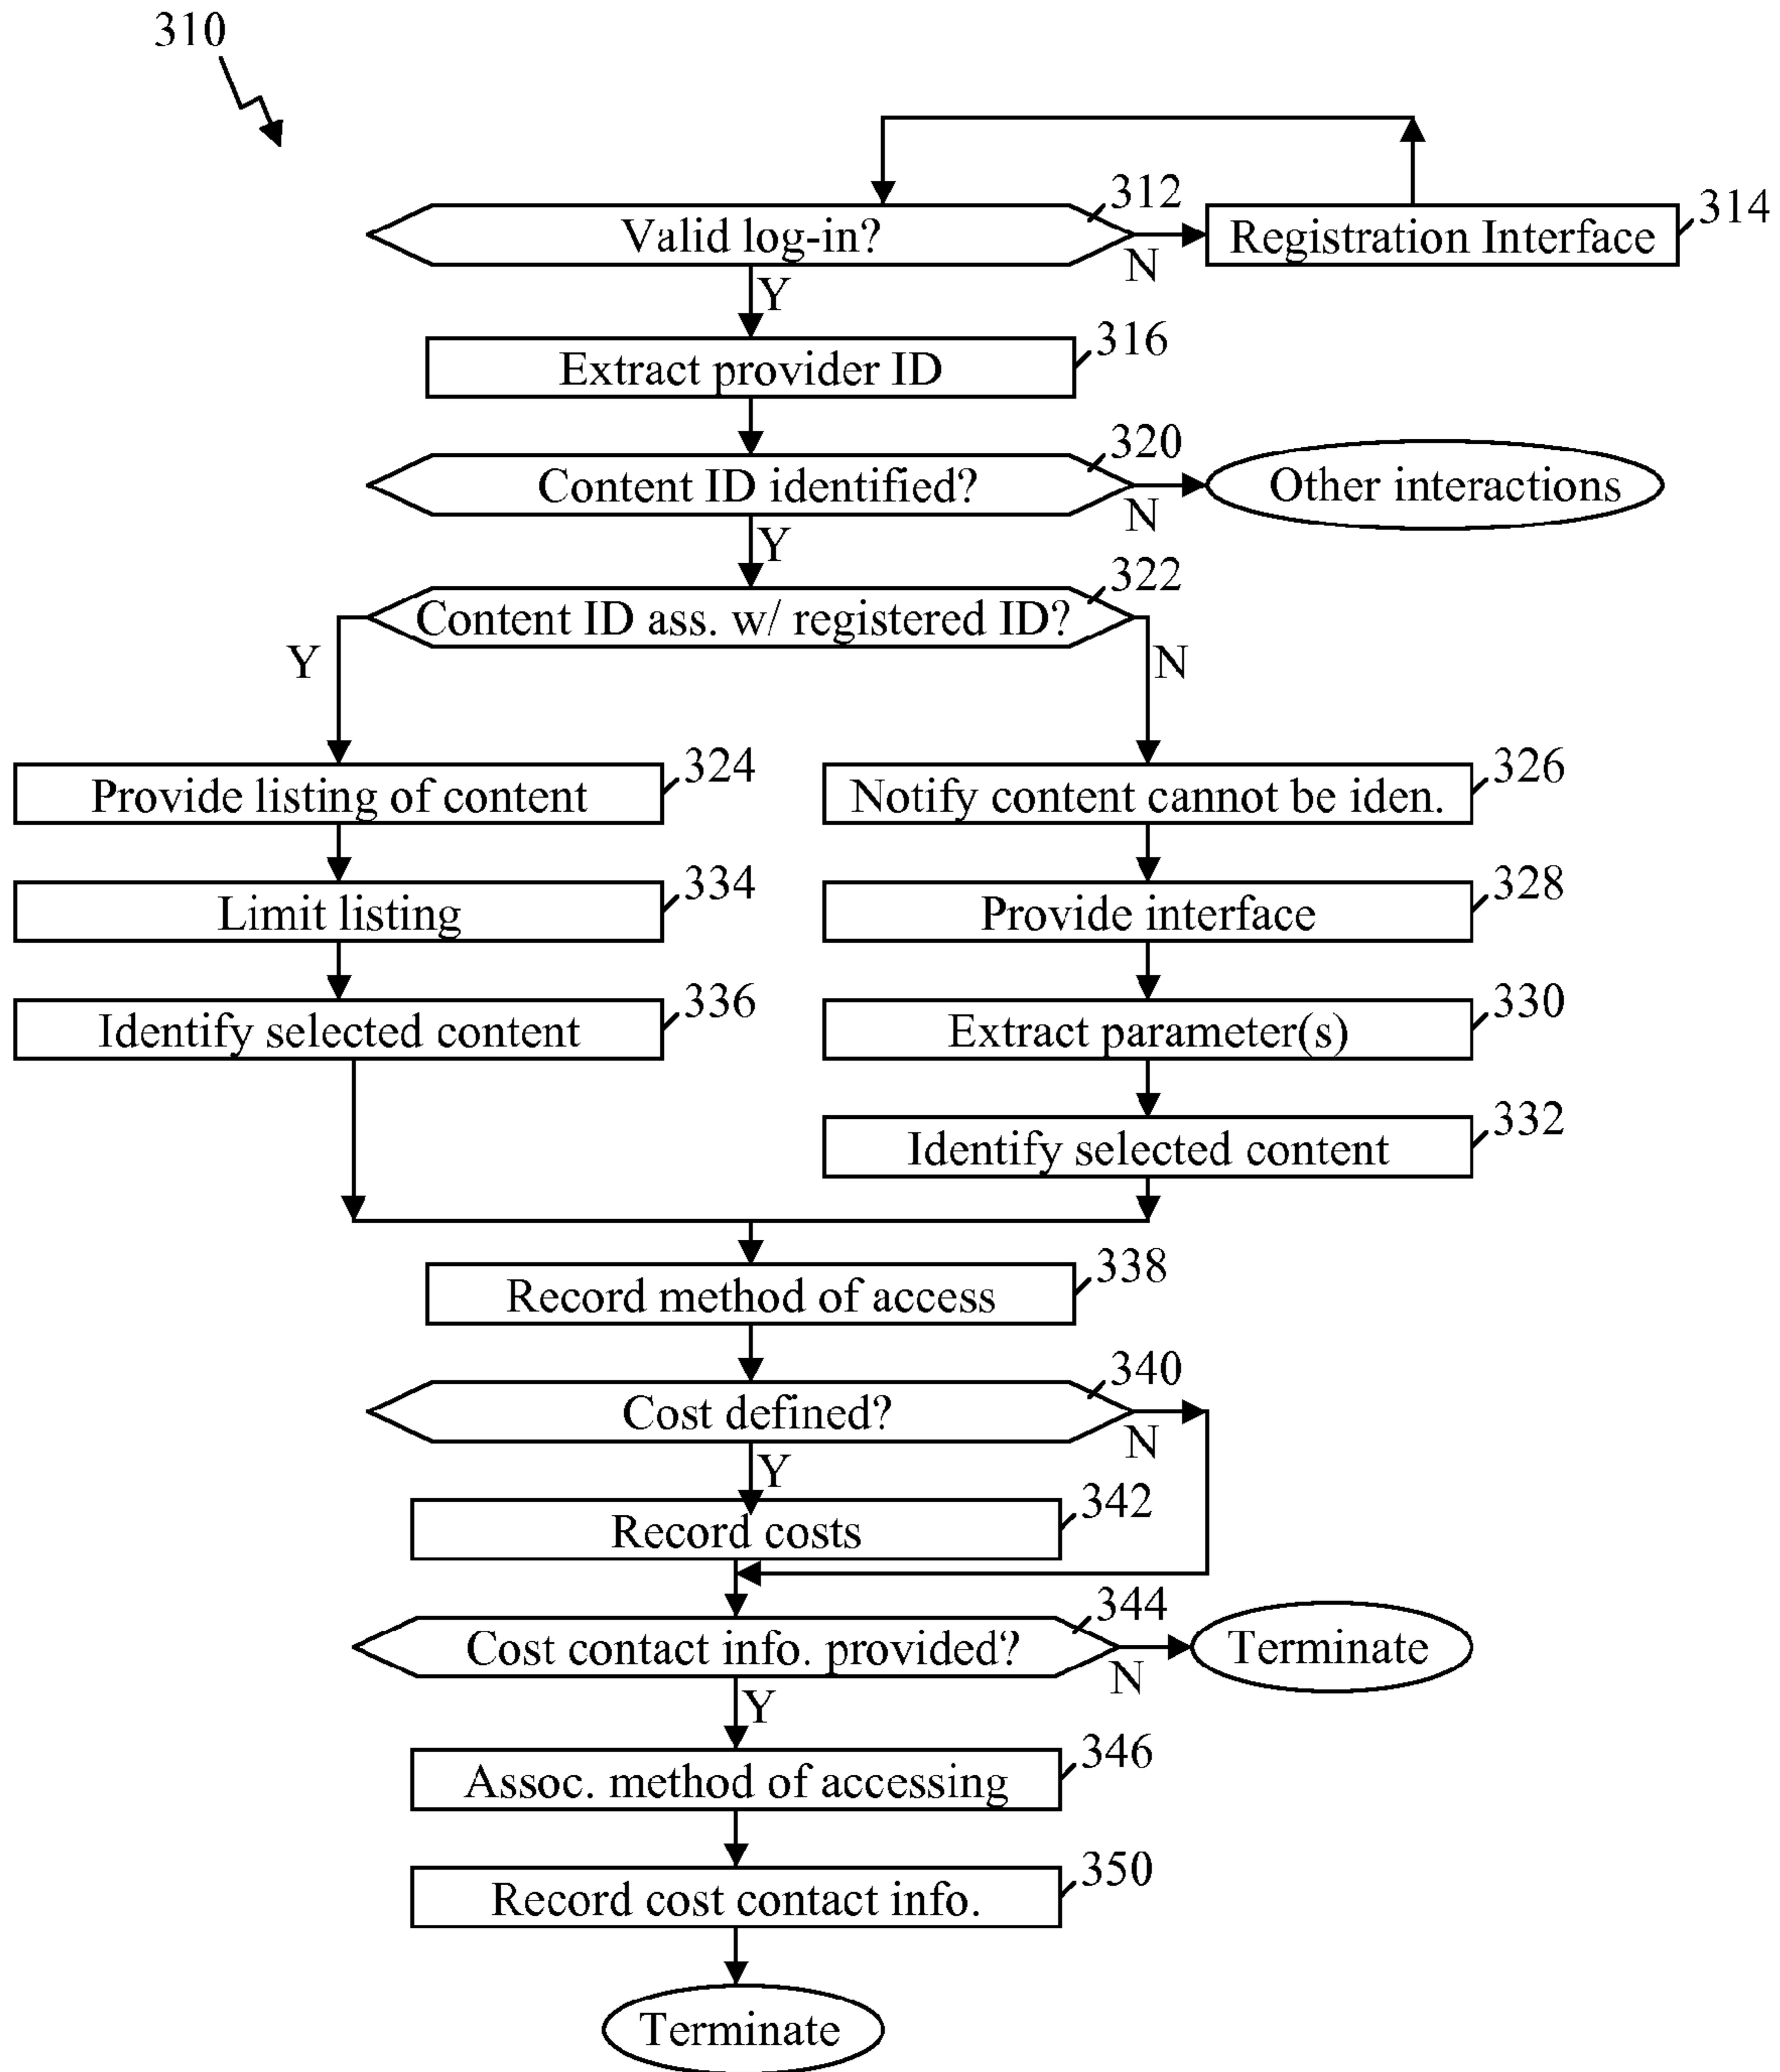 310
312
Valid log-in?
N
Registration Interface
314
Y
316
Extract provider ID
320
Content ID identified?
N
Other interactions
Y
322
Content ID ass. w/ registered ID?
Y
N
324
Provide listing of content
326
Notify content cannot be iden.
334
Limit listing
328
Provide interface
336
Identify selected content
330
Extract parameter(s)
332
Identify selected content
338
Record method of access
340
Cost defined?
N
Y
342
Record costs
344
Cost contact info. provided?
N
Terminate
Y
346
Assoc. method of accessing
350
Record cost contact info.
Terminate